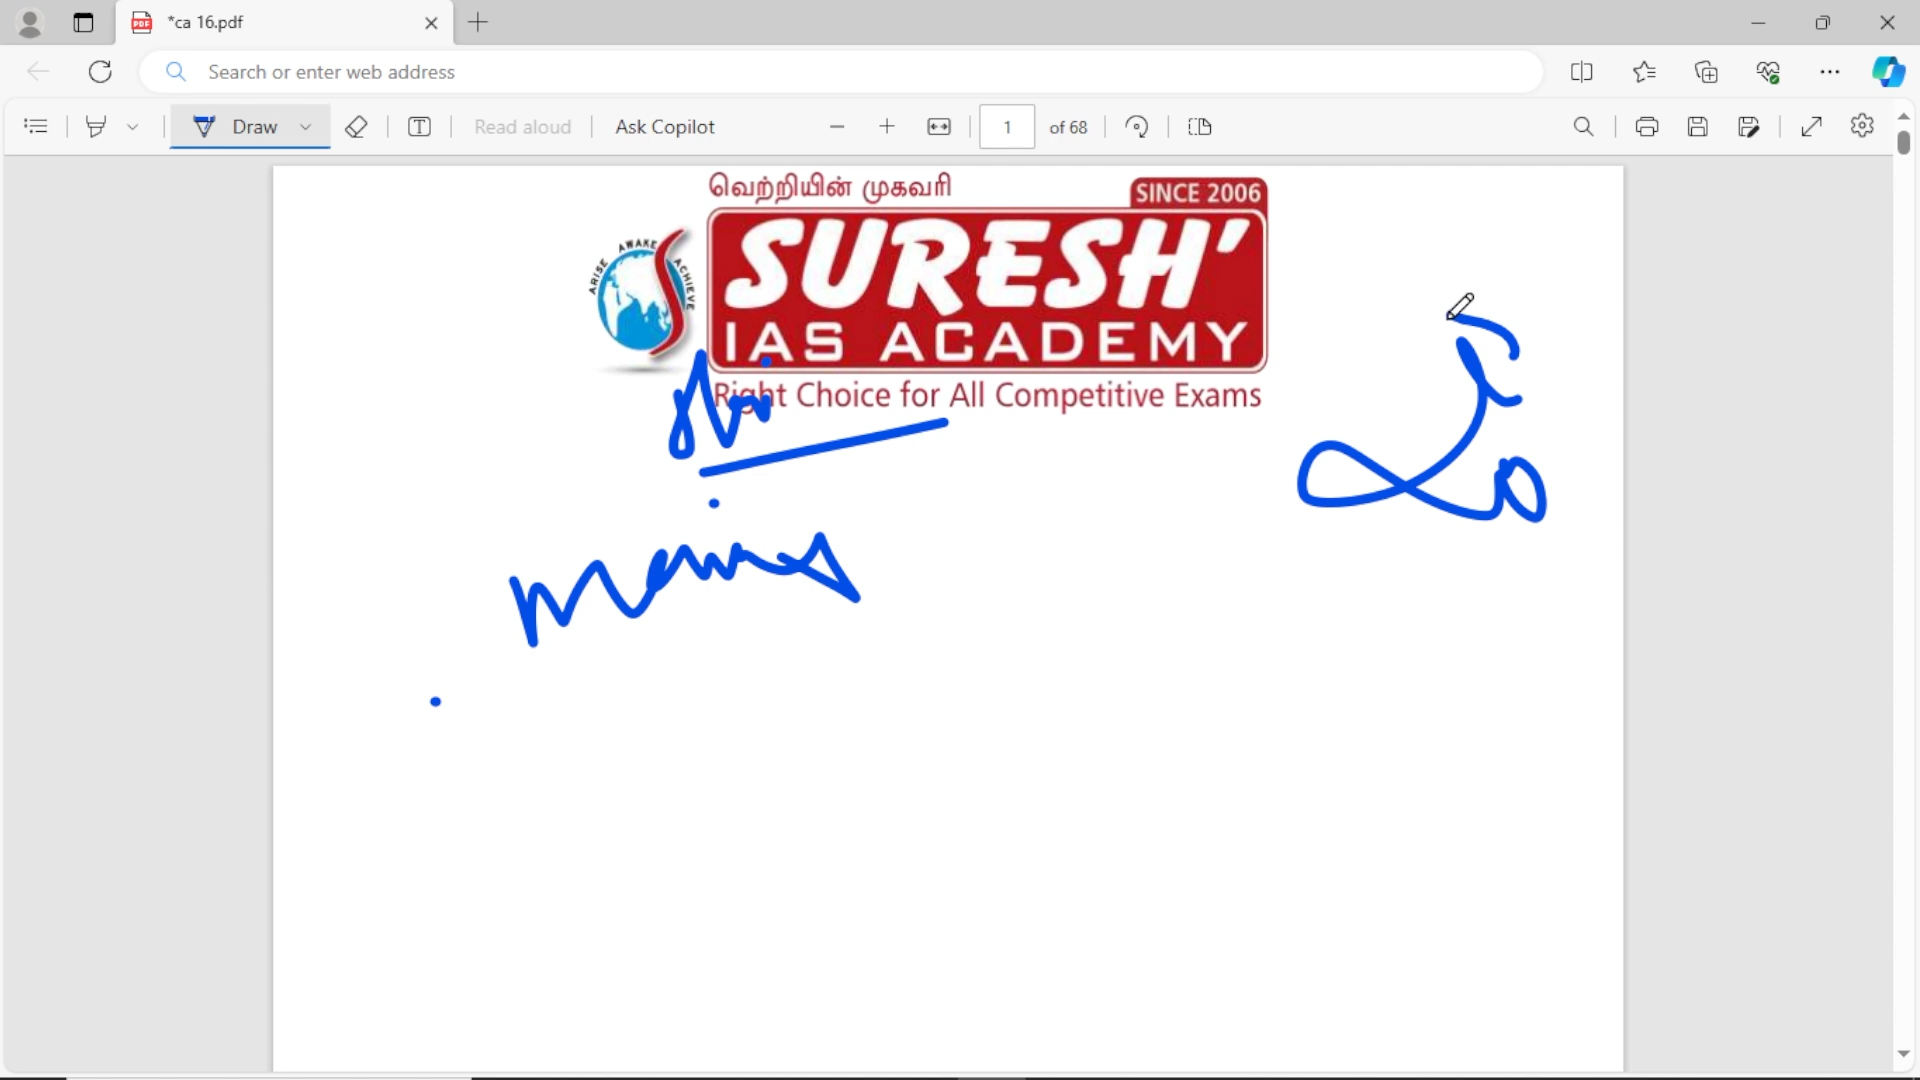 *ca 16.pdf
Search or enter web address
Draw
Read aloud
Ask Copilot
1 of 68
வெற்றியின் முகவரி
SINCE 2006
ARISE AWAKE ACHIEVE
SURESH'
IAS ACADEMY
Right Choice for All Competitive Exams
Mains